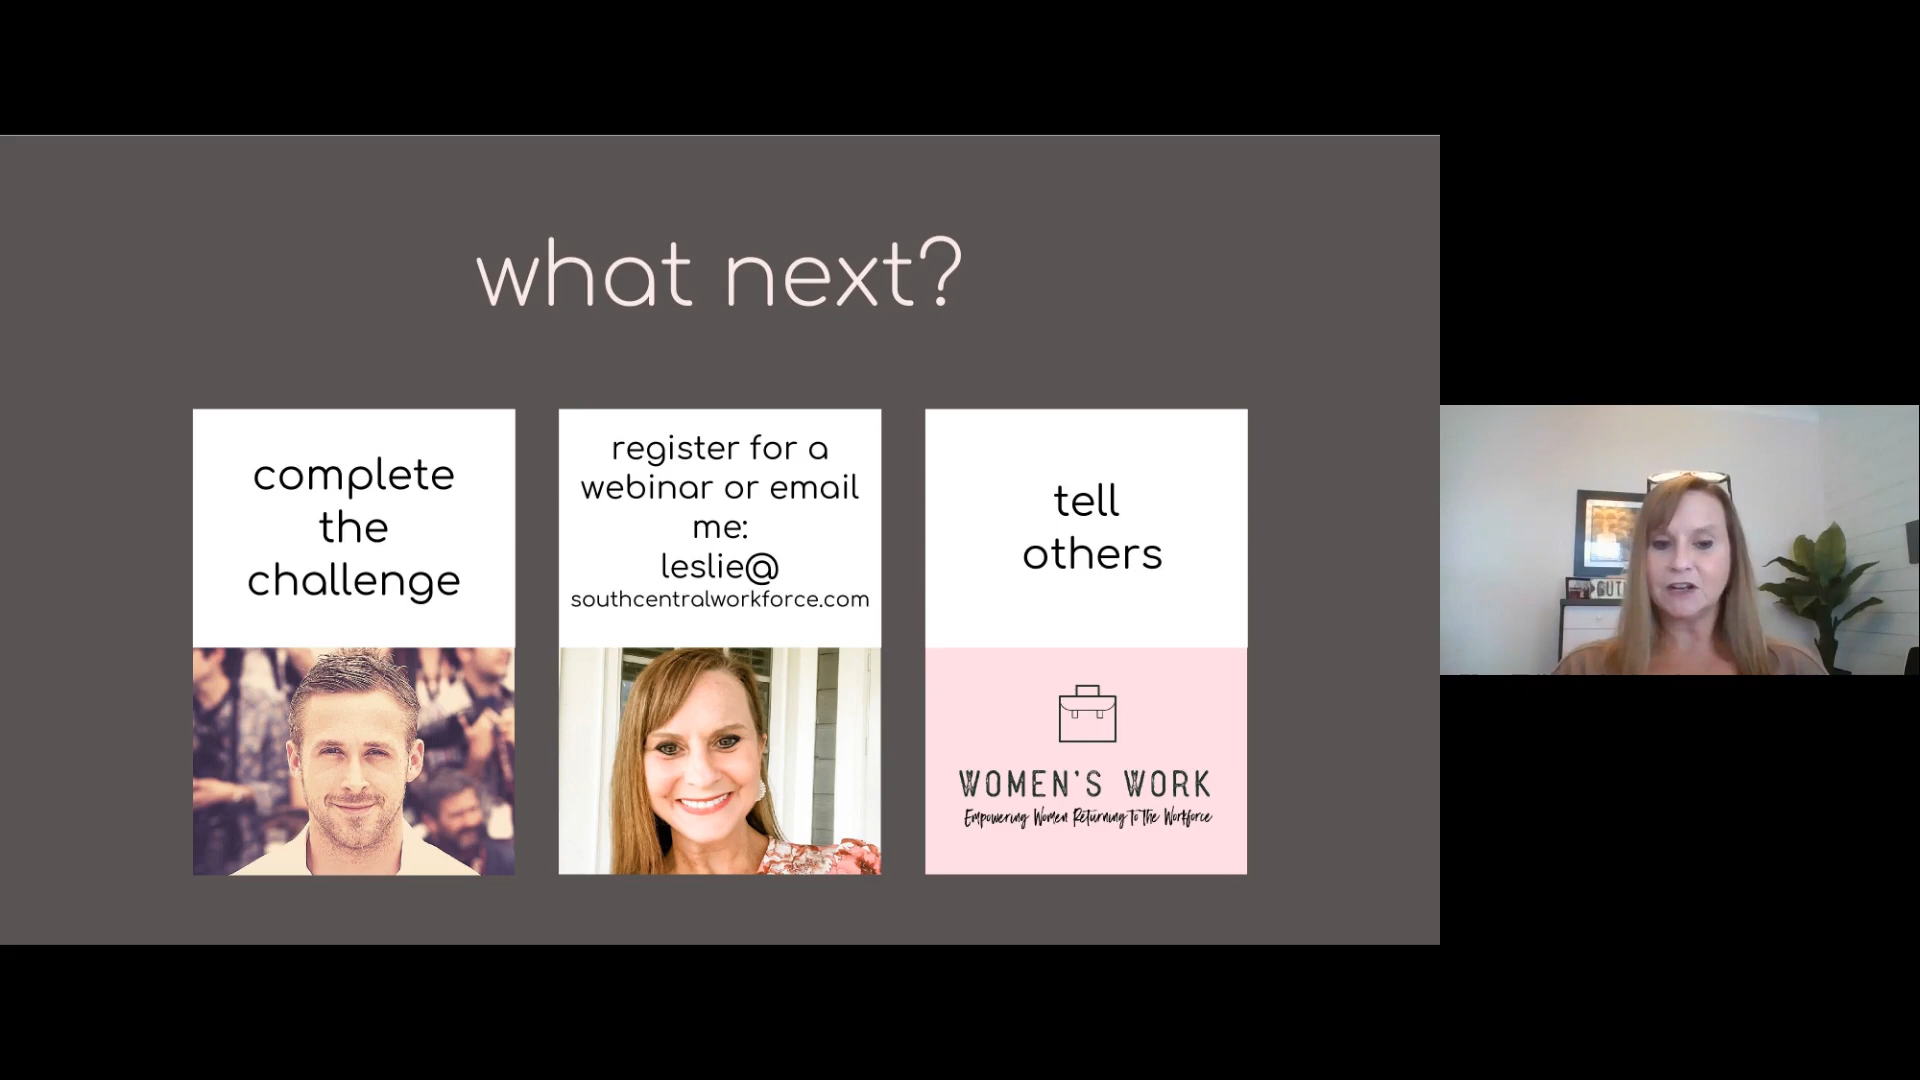 what next?
complete
the
challenge
register for a
webinar or email
me:
leslie@
southcentralworkforce.com
tell
others
WOMEN'S WORK
Empowering Women Returning To The Workforce
GUT